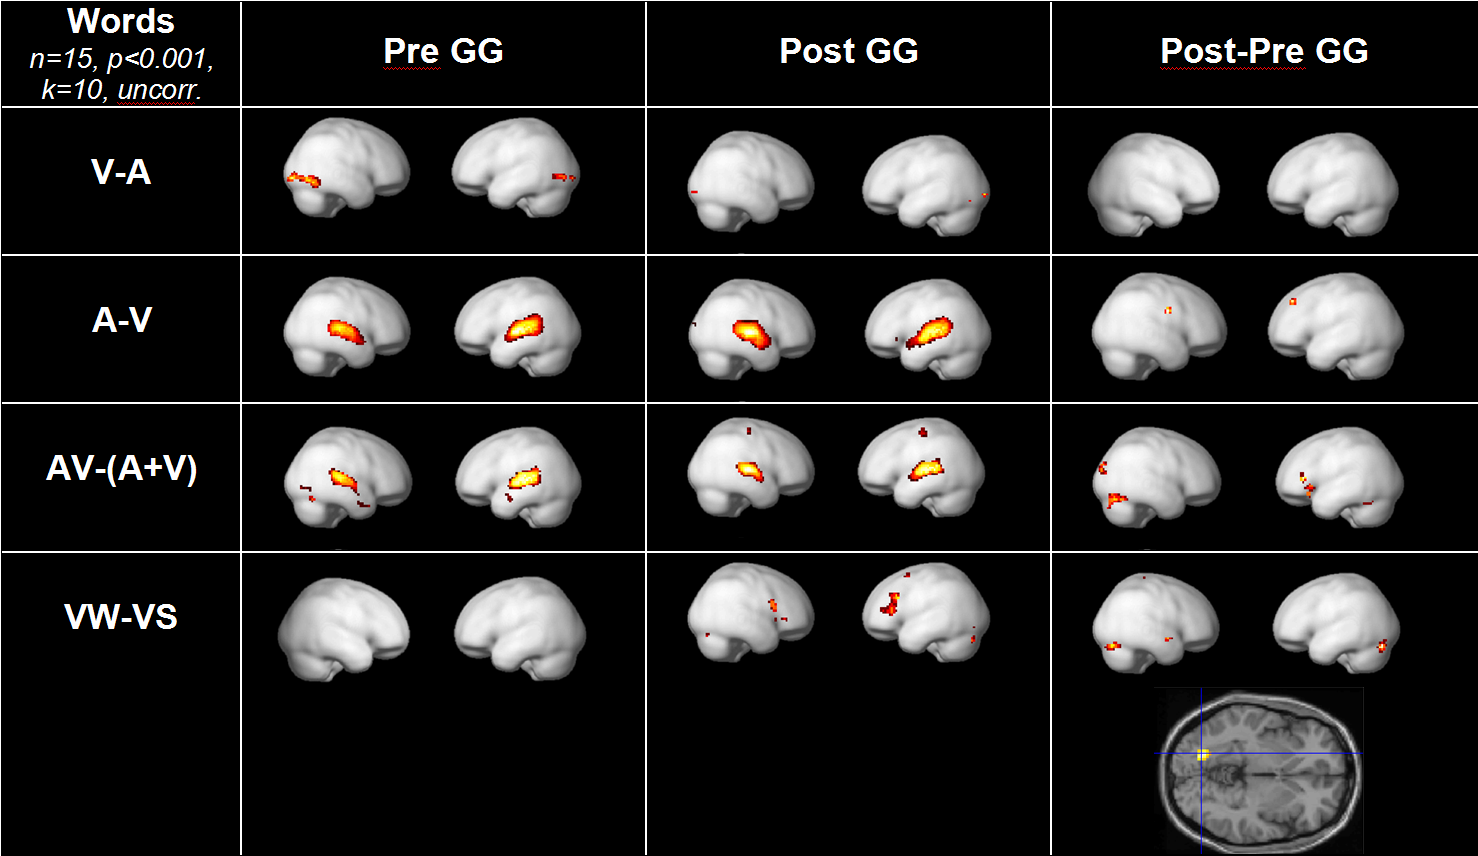 Words
n=15, p<0.001,
k=10, uncorr.
Pre GG
Post GG
Post-Pre GG
V-A
A-V
AV-(A+V)
VW-VS